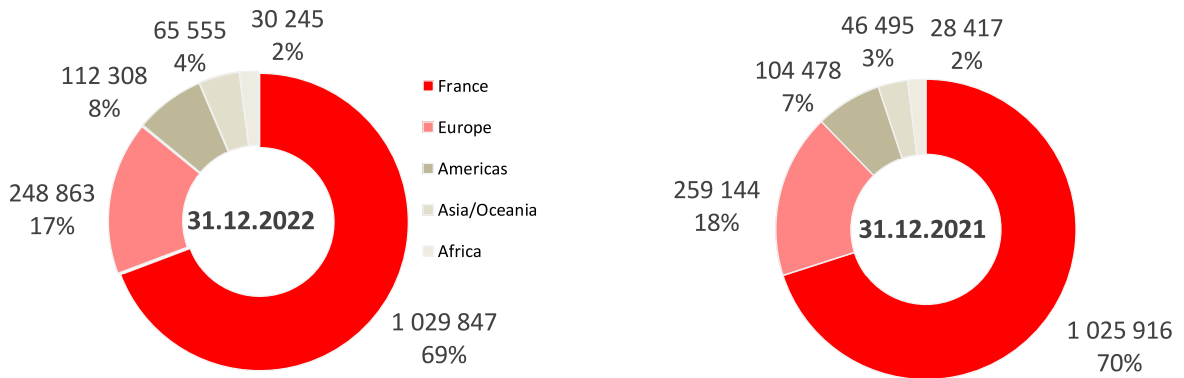 30 245
2%
65 555
4%
112 308
8%
248 863
17%
31.12.2022
1 029 847
69%
France
Europe
Americas
Asia/Oceania
Africa
28 417
2%
46 495
3%
104 478
7%
259 144
18%
31.12.2021
1 025 916
70%